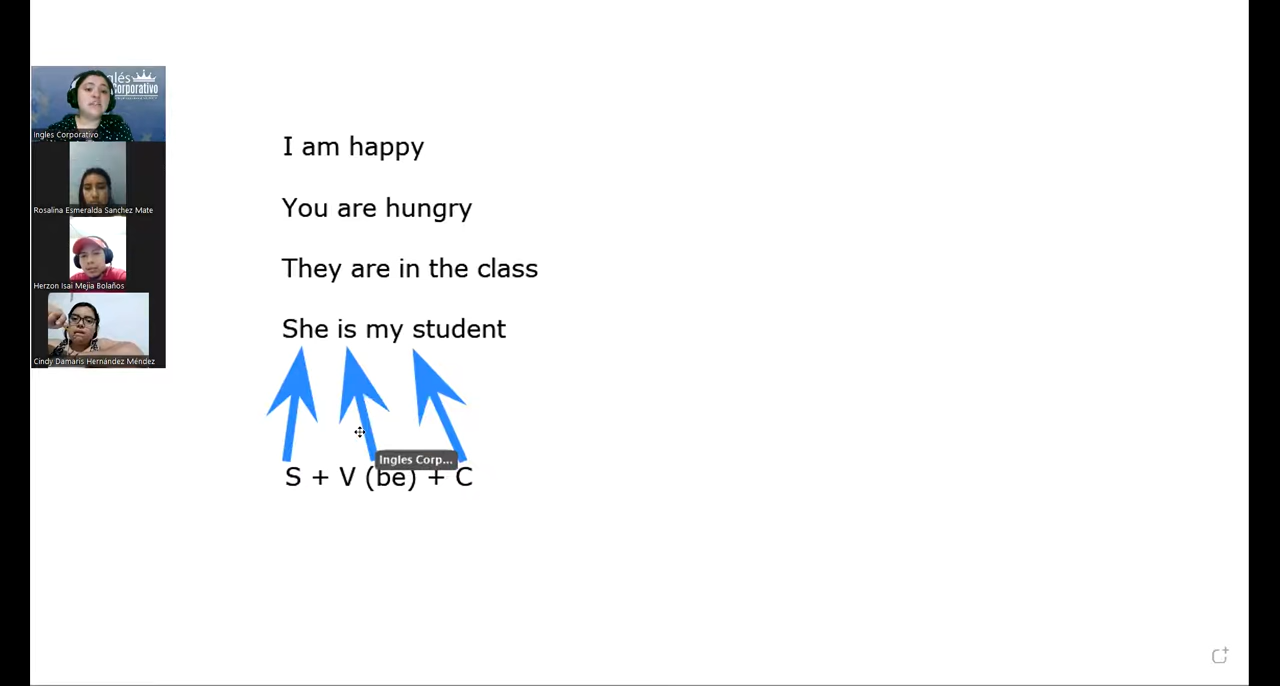 glés
Corporativo
Ingles Corporativo
Rosalina Esmeralda Sanchez Mate
Herzon Isai Mejia Bolaños
Cindy Damaris Hernández Méndez
I am happy
You are hungry
They are in the class
She is my student
Ingles Corp...
S + V (be) + C